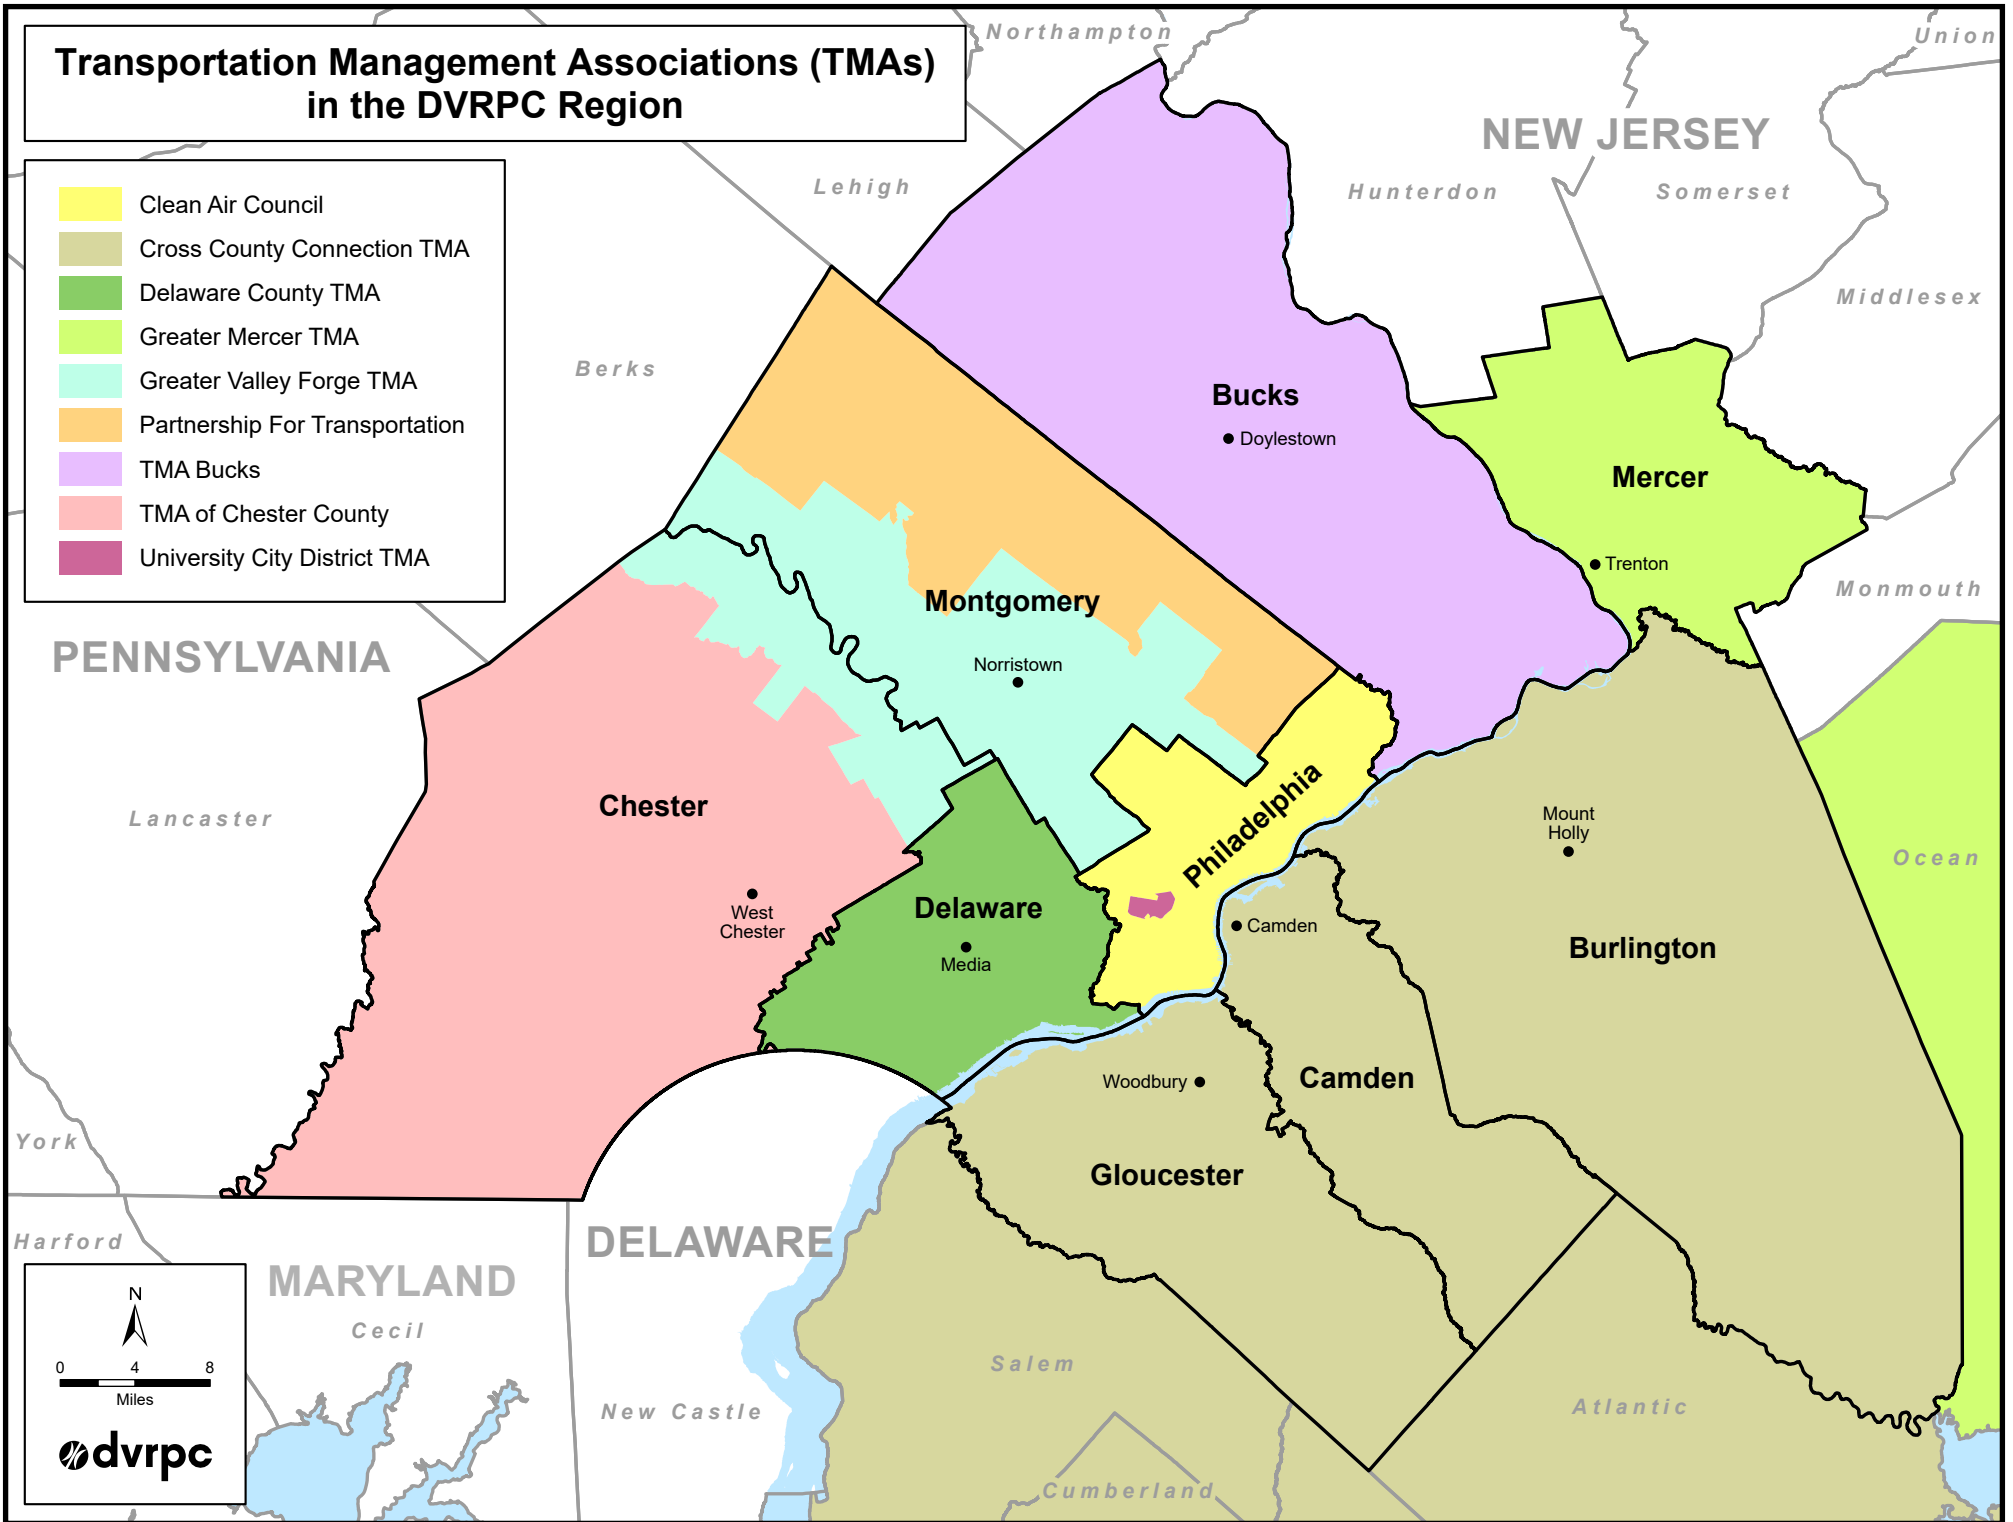 Transportation Management Associations (TMAs)
in the DVRPC Region
Clean Air Council
Cross County Connection TMA
Delaware County TMA
Greater Mercer TMA
Greater Valley Forge TMA
Partnership For Transportation
TMA Bucks
TMA of Chester County
University City District TMA
Northampton
Union
NEW JERSEY
Lehigh
Hunterdon
Somerset
Middlesex
Berks
Bucks
Doylestown
Mercer
Trenton
Monmouth
Montgomery
Norristown
PENNSYLVANIA
Lancaster
Chester
West
Chester
Philadelphia
Mount
Holly
Ocean
Delaware
Media
Camden
Burlington
Woodbury
Camden
Gloucester
York
Harford
DELAWARE
MARYLAND
Cecil
New Castle
Salem
Atlantic
Cumberland
N
0 4 8
Miles
dvrpc